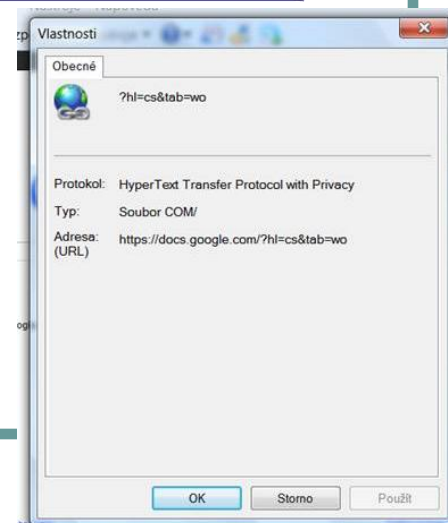 Vlastnosti
Obecné
?hl=cs&tab=wo
Protokol: HyperText Transfer Protocol with Privacy
Typ: Soubor COM/
Adresa: https://docs.google.com/?hl=cs&tab=wo
(URL)
OK Storno Použít